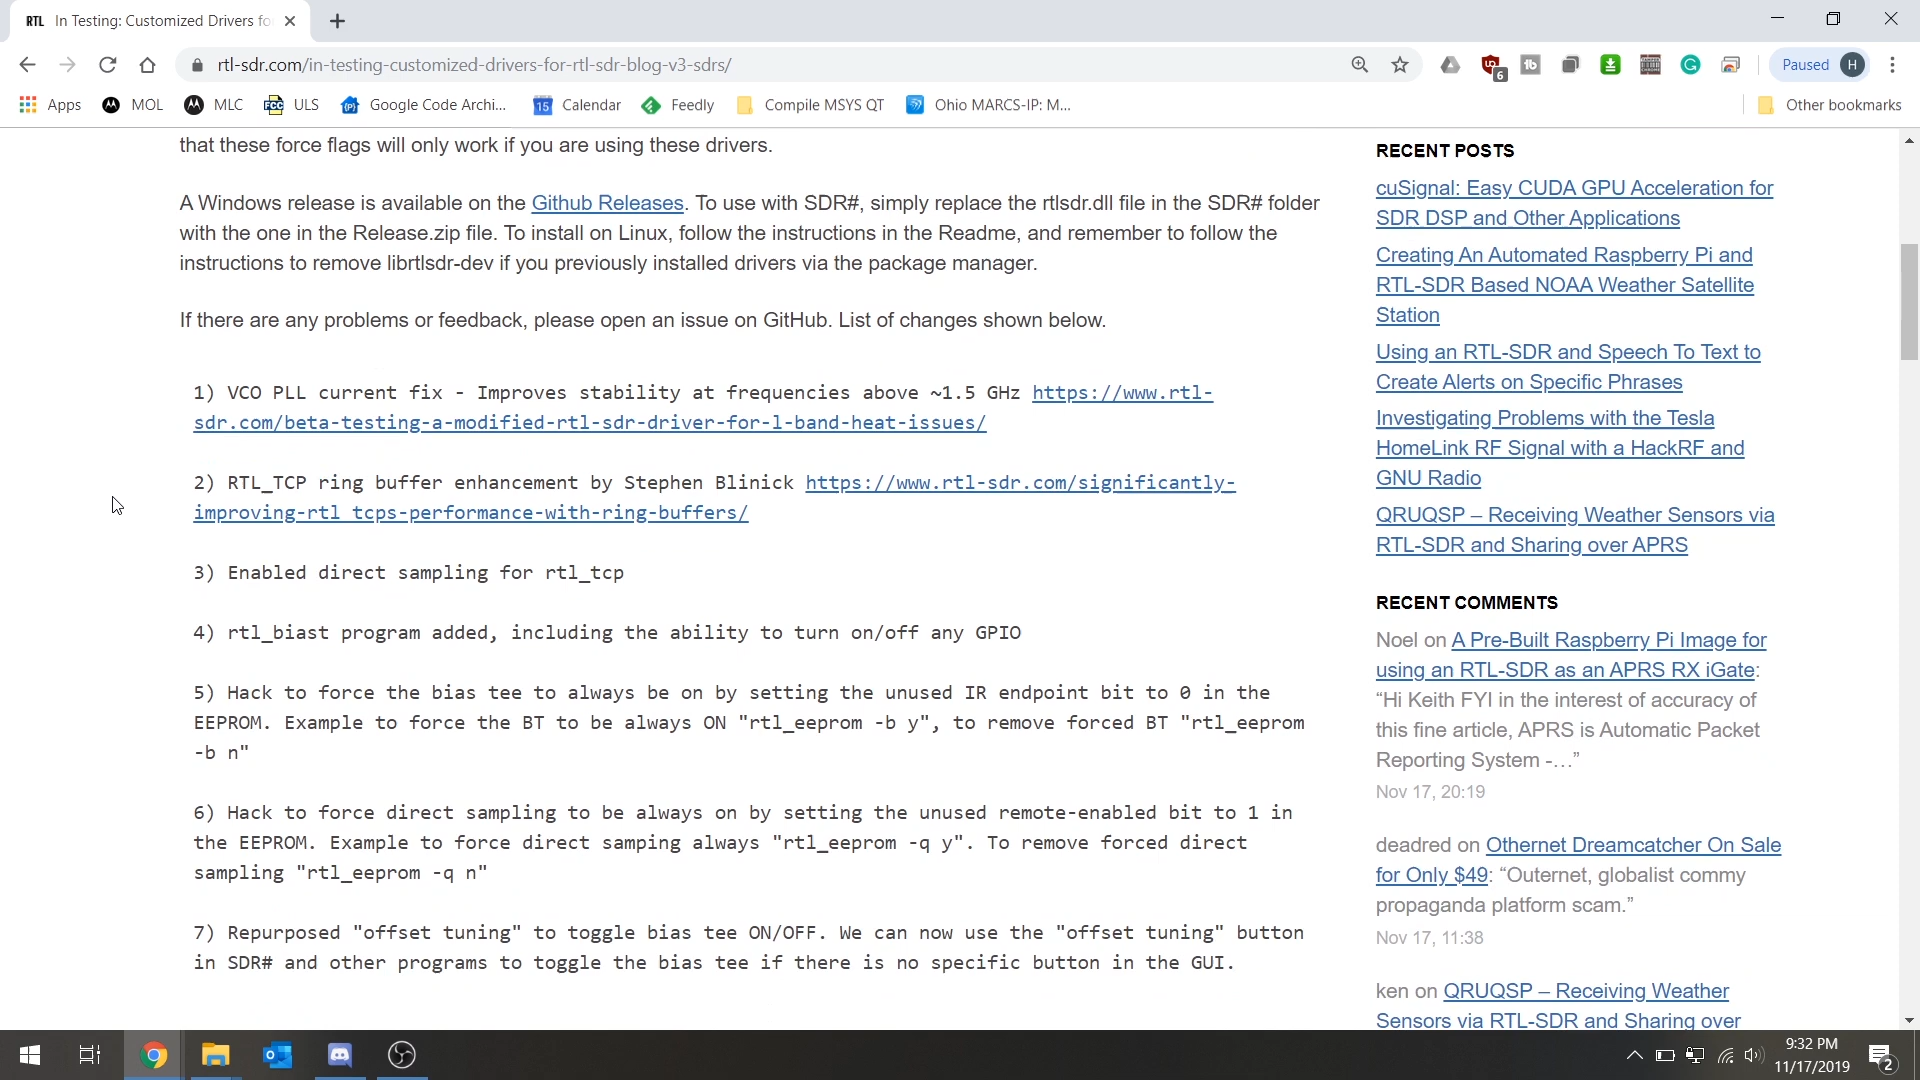 RTL In Testing: Customized Drivers fo
rtl-sdr.com/in-testing-customized-drivers-for-rtl-sdr-blog-v3-sdrs/
6
Paused H
Apps MOL MLC FCC ULS Google Code Archi... 15 Calendar Feedly Compile MSYS QT Ohio MARCS-IP: M... Other bookmarks
that these force flags will only work if you are using these drivers.
A Windows release is available on the Github Releases. To use with SDR#, simply replace the rtlsdr.dll file in the SDR# folder
with the one in the Release.zip file. To install on Linux, follow the instructions in the Readme, and remember to follow the
instructions to remove librtlsdr-dev if you previously installed drivers via the package manager.
If there are any problems or feedback, please open an issue on GitHub. List of changes shown below.
1) VCO PLL current fix - Improves stability at frequencies above ~1.5 GHz https://www.rtl-
sdr.com/beta-testing-a-modified-rtl-sdr-driver-for-l-band-heat-issues/
2) RTL_TCP ring buffer enhancement by Stephen Blinick https://www.rtl-sdr.com/significantly-
improving-rtl_tcps-performance-with-ring-buffers/
3) Enabled direct sampling for rtl_tcp
4) rtl_biast program added, including the ability to turn on/off any GPIO
5) Hack to force the bias tee to always be on by setting the unused IR endpoint bit to 0 in the
EEPROM. Example to force the BT to be always ON "rtl_eeprom -b y", to remove forced BT "rtl_eeprom
-b n"
6) Hack to force direct sampling to be always on by setting the unused remote-enabled bit to 1 in
the EEPROM. Example to force direct samping always "rtl_eeprom -q y". To remove forced direct
sampling "rtl_eeprom -q n"
7) Repurposed "offset tuning" to toggle bias tee ON/OFF. We can now use the "offset tuning" button
in SDR# and other programs to toggle the bias tee if there is no specific button in the GUI.
RECENT POSTS
cuSignal: Easy CUDA GPU Acceleration for
SDR DSP and Other Applications
Creating An Automated Raspberry Pi and
RTL-SDR Based NOAA Weather Satellite
Station
Using an RTL-SDR and Speech To Text to
Create Alerts on Specific Phrases
Investigating Problems with the Tesla
HomeLink RF Signal with a HackRF and
GNU Radio
QRUQSP – Receiving Weather Sensors via
RTL-SDR and Sharing over APRS
RECENT COMMENTS
Noel on A Pre-Built Raspberry Pi Image for
using an RTL-SDR as an APRS RX iGate:
“Hi Keith FYI in the interest of accuracy of
this fine article, APRS is Automatic Packet
Reporting System -…”
Nov 17, 20:19
deadred on Othernet Dreamcatcher On Sale
for Only $49: “Outernet, globalist commy
propaganda platform scam.”
Nov 17, 11:38
ken on QRUQSP – Receiving Weather
Sensors via RTL-SDR and Sharing over
9:32 PM
11/17/2019
2